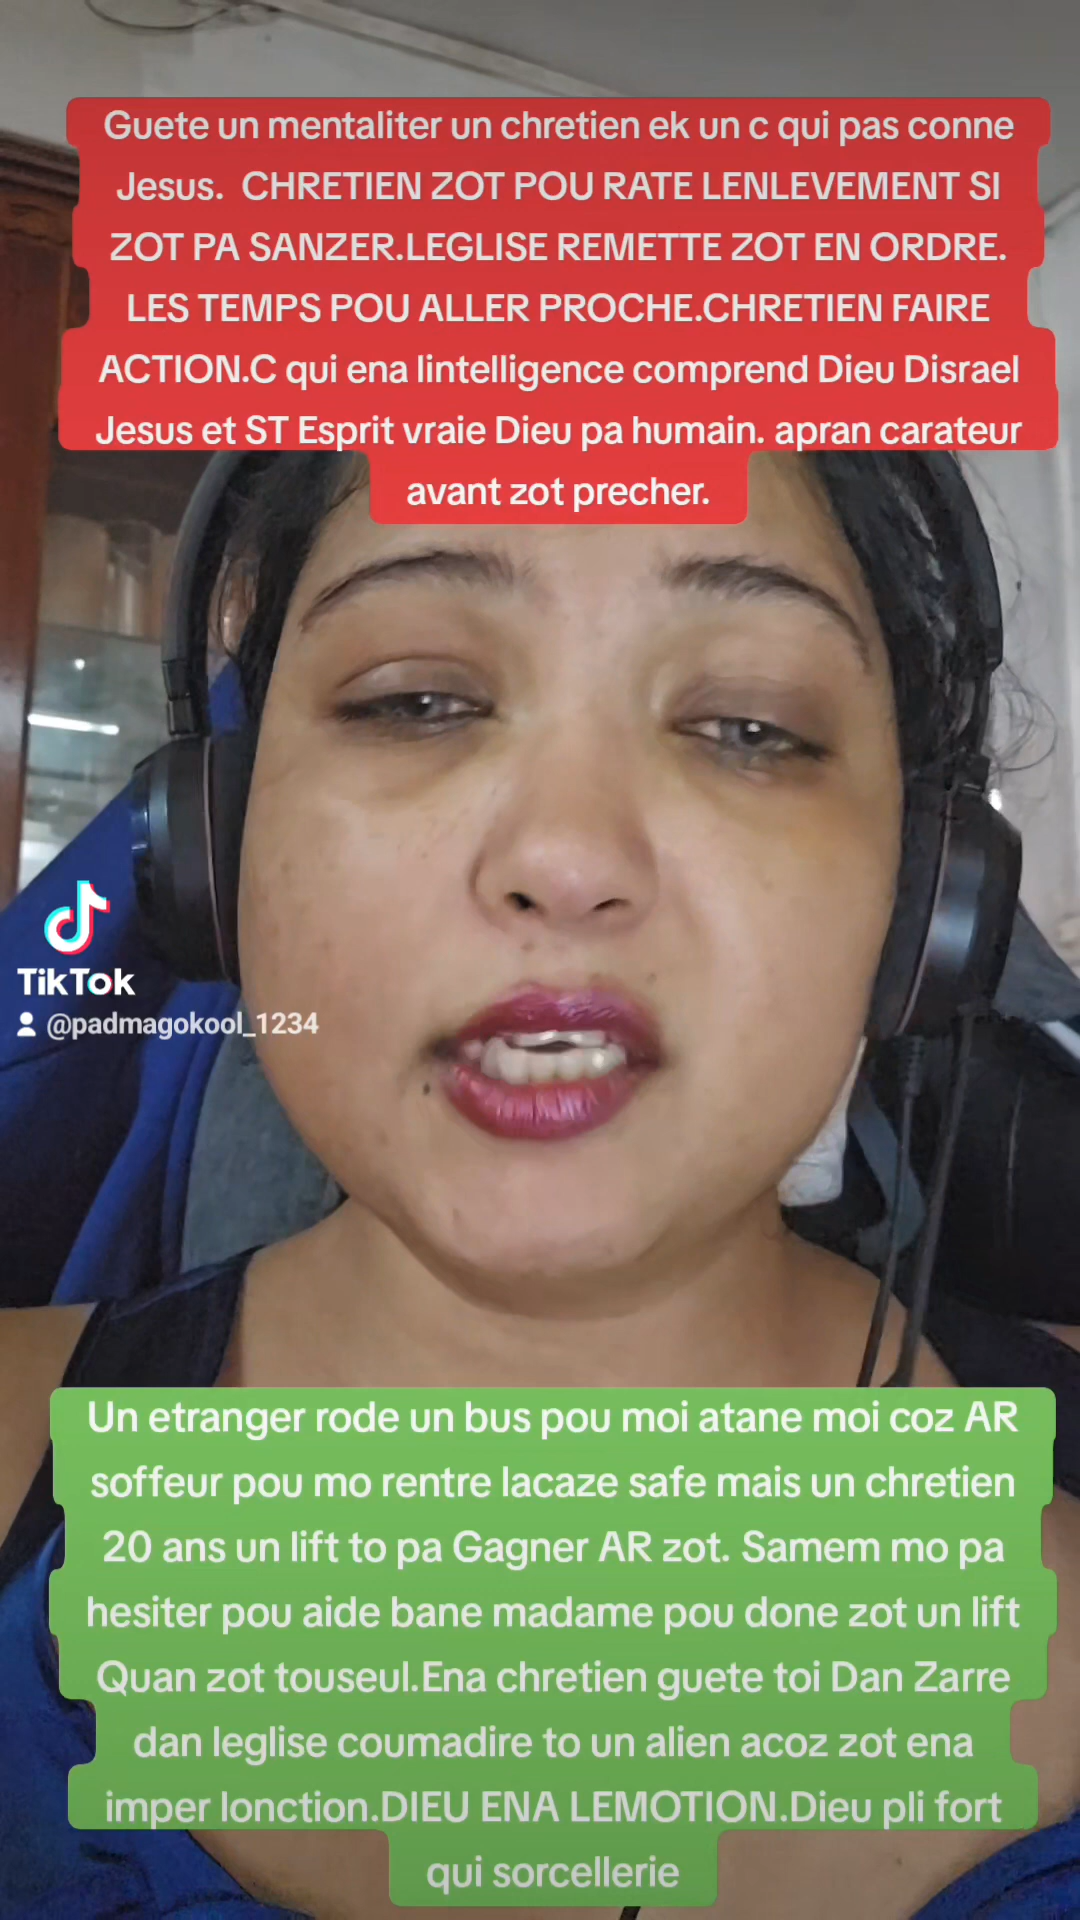 Guete un mentaliter un chretien ek un c qui pas conne
Jesus. CHRETIEN ZOT POU RATE LENLEVEMENT SI
ZOT PA SANZER.LEGLISE REMETTE ZOT EN ORDRE.
LES TEMPS POU ALLER PROCHE.CHRETIEN FAIRE
ACTION.C qui ena lintelligence comprend Dieu Disrael
Jesus et ST Esprit vraie Dieu pa humain. apran carateur
avant zot precher.
TikTok
@padmagokool_1234
Un etranger rode un bus pou moi atane moi coz AR
soffeur pou mo rentre lacaze safe mais un chretien
20 ans un lift to pa Gagner AR zot. Samem mo pa
hesiter pou aide bane madame pou done zot un lift
Quan zot touseul.Ena chretien guete toi Dan Zarre
dan leglise coumadire to un alien acoz zot ena
imper lonction.DIEU ENA LEMOTION.Dieu pli fort
qui sorcellerie